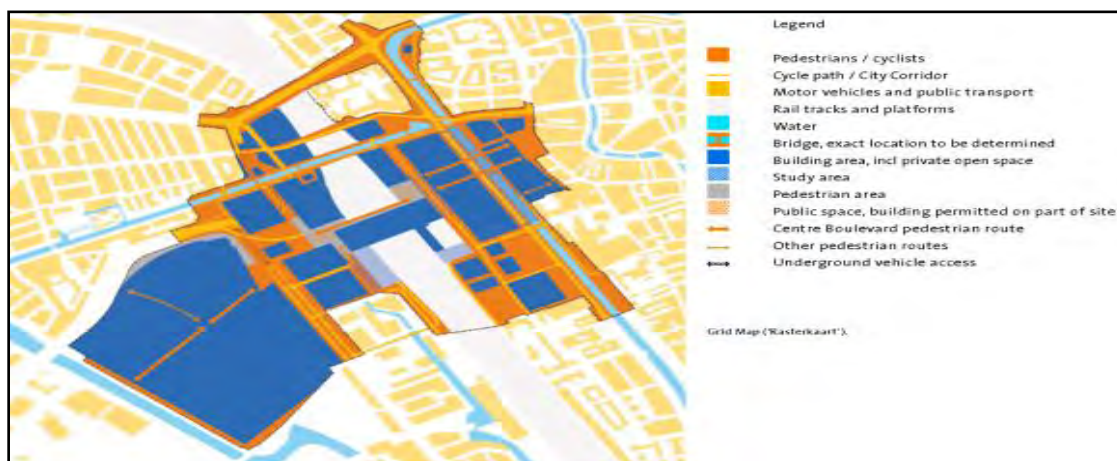 Legend
Pedestrians / cyclists
Cycle path / City Corridor
Motor vehicles and public transport
Rail tracks and platforms
Water
Bridge, exact location to be determined
Building area, incl private open space
Study area
Pedestrian area
Public space, building permitted on part of site
Centre Boulevard pedestrian route
Other pedestrian routes
Underground vehicle access
Grid Map ('Rasterkaart').